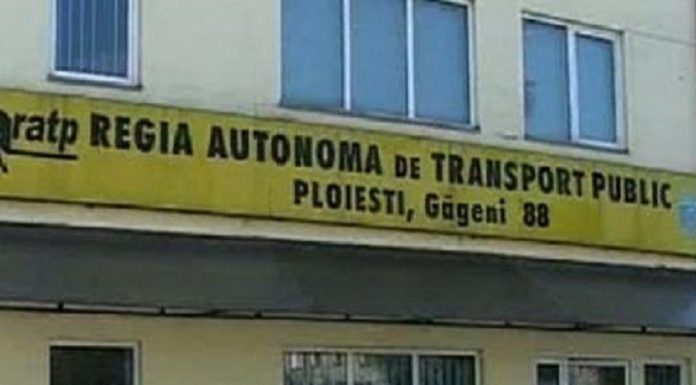 ratp REGIA AUTONOMA DE TRANSPORT PUBLIC
PLOIESTI, Găgeni 88